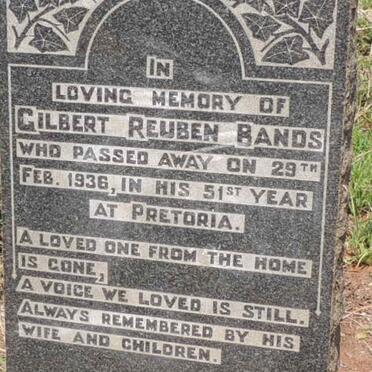 IN
LOVING MEMORY OF
GILBERT REUBEN BANDS
WHO PASSED AWAY ON 29TH
FEB. 1936, IN HIS 51ST YEAR
AT PRETORIA.
A LOVED ONE FROM THE HOME
IS GONE,
A VOICE WE LOVED IS STILL.
ALWAYS REMEMBERED BY HIS
WIFE AND CHILDREN.